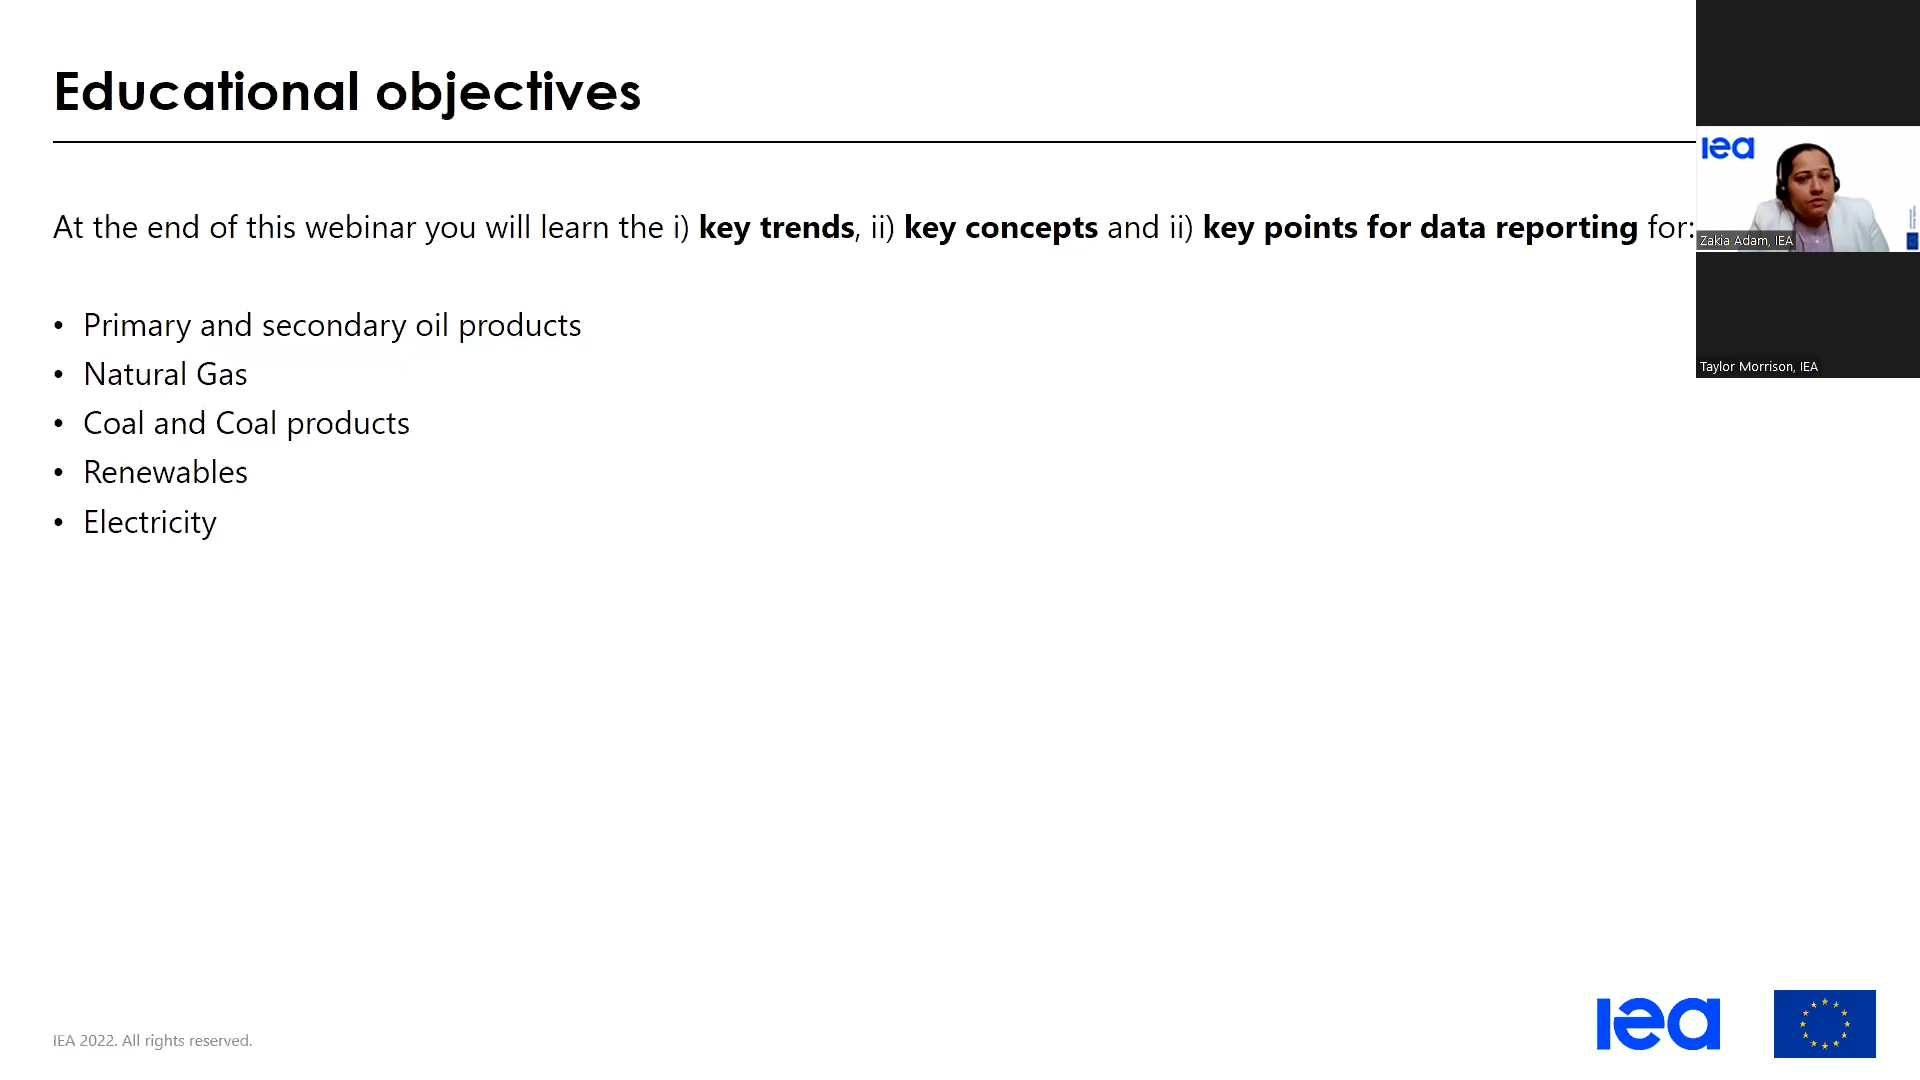 Educational objectives
At the end of this webinar you will learn the i) key trends, ii) key concepts and ii) key points for data reporting for:
• Primary and secondary oil products
• Natural Gas
• Coal and Coal products
• Renewables
• Electricity
iea
Zakia Adam, IEA
Taylor Morrison, IEA
IEA 2022. All rights reserved.
iea